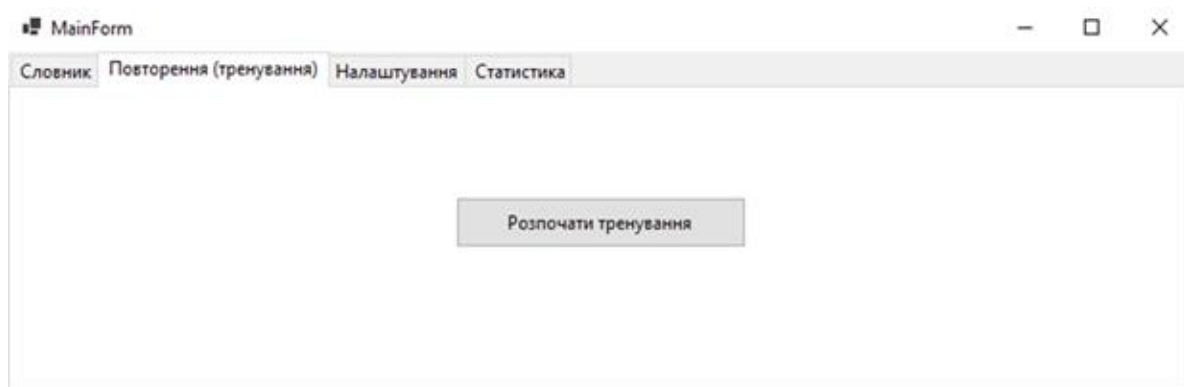 MainForm
Словник Повторення (тренування) Налаштування Статистика
Розпочати тренування